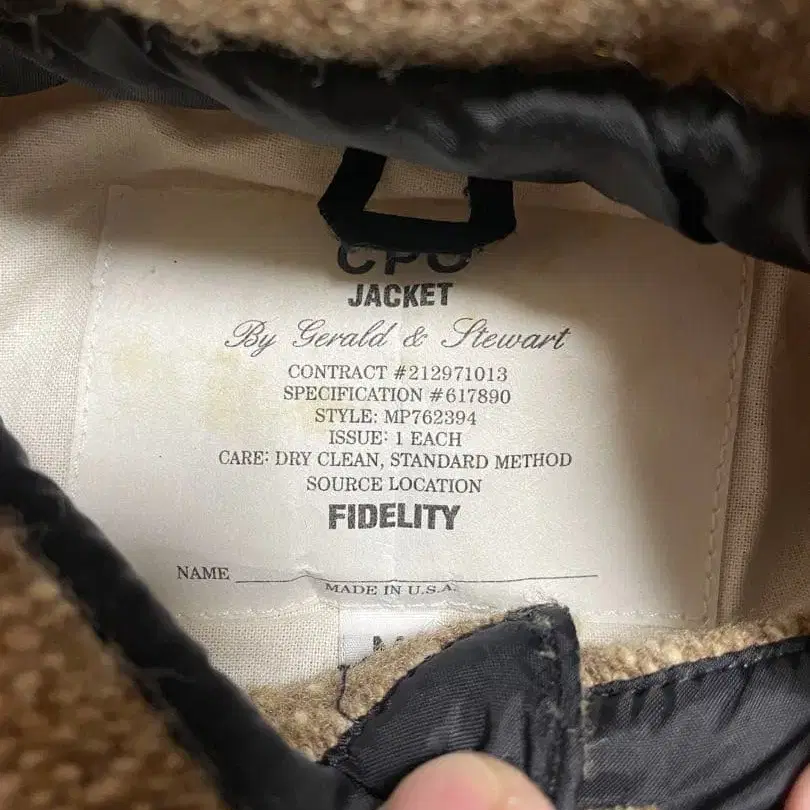 CPO
JACKET
By Gerald & Stewart
CONTRACT #212971013
SPECIFICATION #617890
STYLE: MP762394
ISSUE: 1 EACH
CARE: DRY CLEAN, STANDARD METHOD
SOURCE LOCATION
FIDELITY
NAME
MADE IN U.S.A.